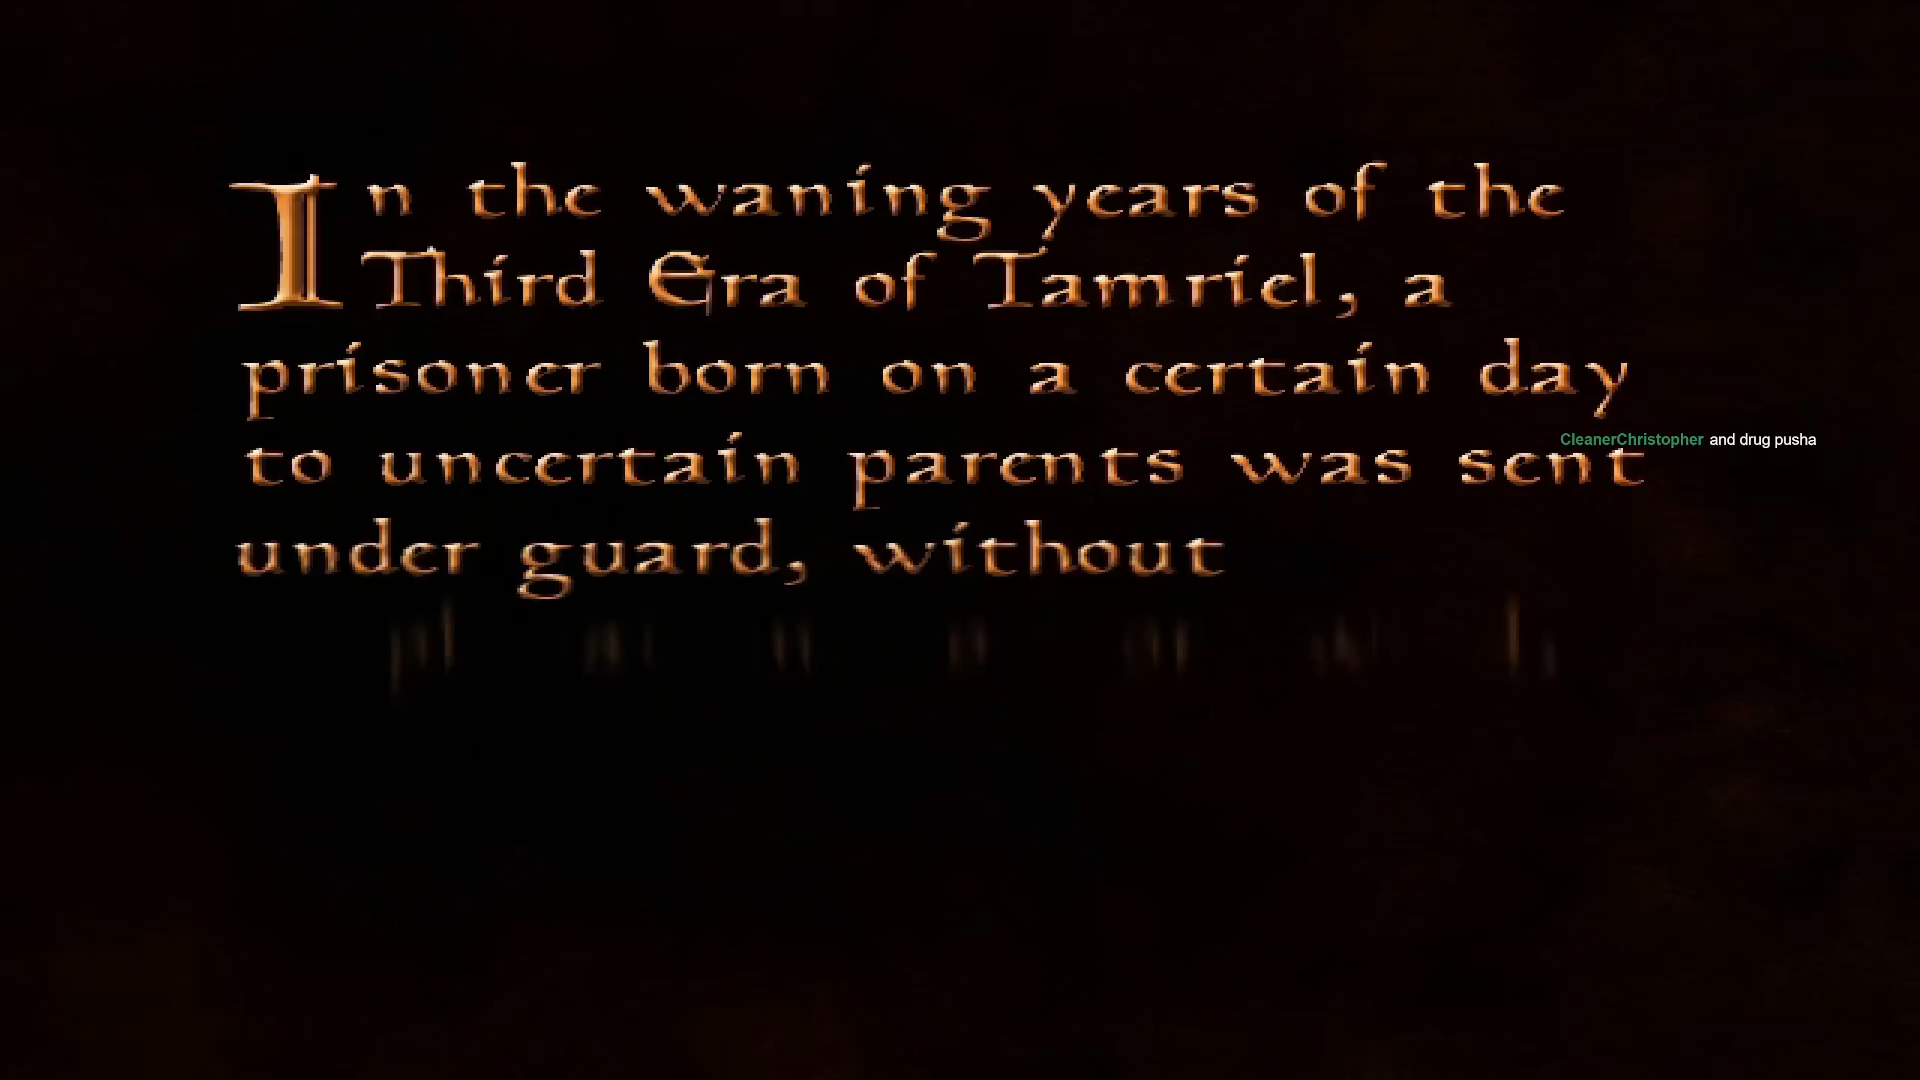 In the waning years of the
Third Era of Tamriel, a
prisoner born on a certain day
to uncertain parents was sent
under guard, without
CleanerChristopher and drug pusha